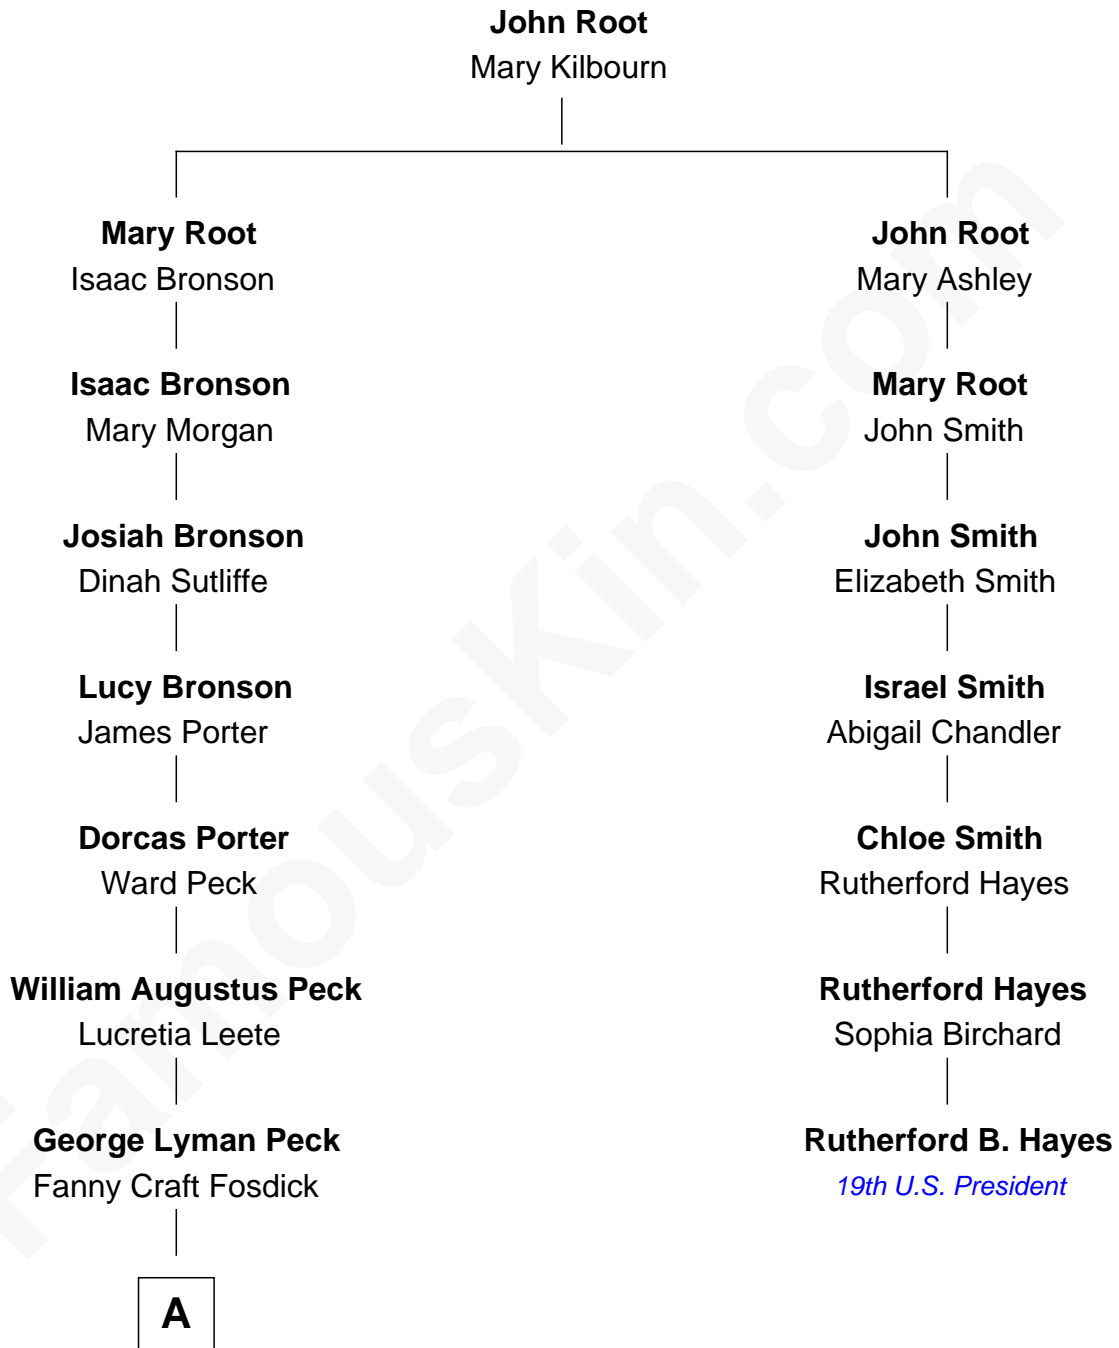 John Root
Mary Kilbourn
Mary Root
Isaac Bronson
Isaac Bronson
Mary Morgan
Josiah Bronson
Dinah Sutliffe
Lucy Bronson
James Porter
Dorcas Porter
Ward Peck
William Augustus Peck
Lucretia Leete
George Lyman Peck
Fanny Craft Fosdick
A
John Root
Mary Ashley
Mary Root
John Smith
John Smith
Elizabeth Smith
Israel Smith
Abigail Chandler
Chloe Smith
Rutherford Hayes
Rutherford Hayes
Sophia Birchard
Rutherford B. Hayes
19th U.S. President
FamousKin.com